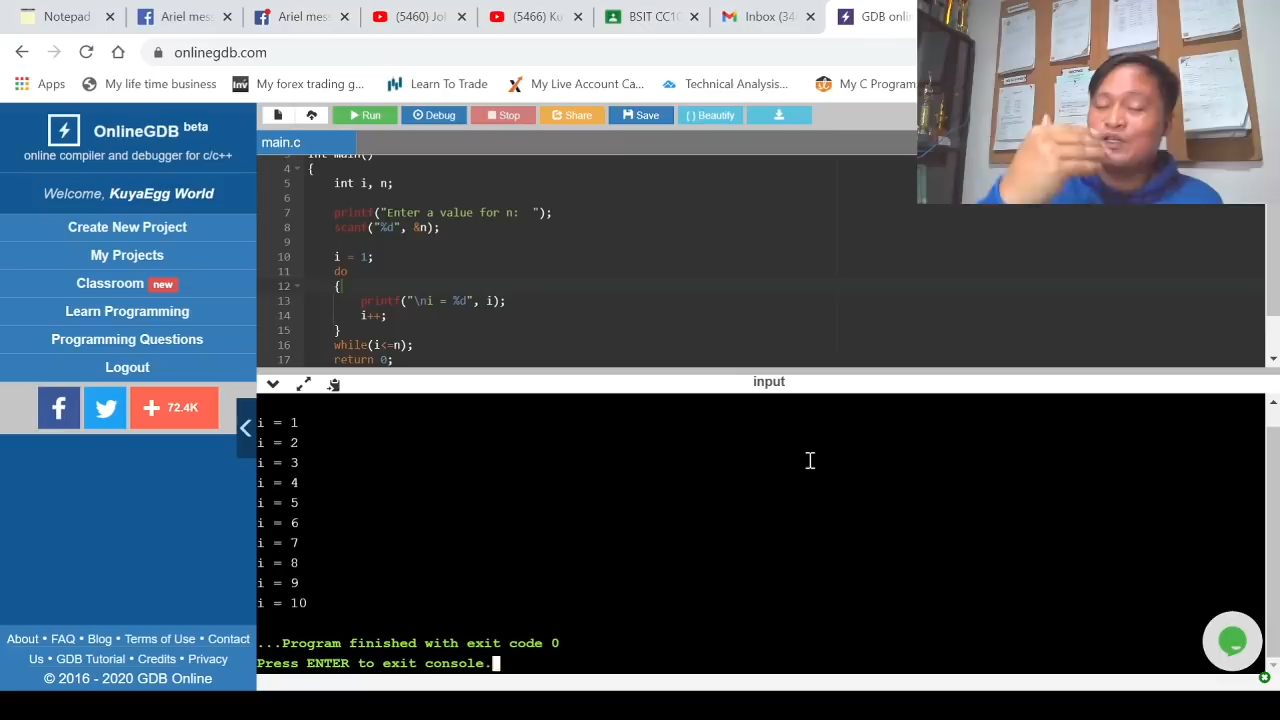 Notepad
Ariel mes
Ariel mes
(5460) Jol
(5466) Ku
BSIT CC1C
Inbox (34
GDB onli
onlinegdb.com
Apps
My life time business
Inv
My forex trading g...
Learn To Trade
My Live Account Ca...
Technical Analysis...
My C Program
OnlineGDB beta
online compiler and debugger for c/c++
Welcome, KuyaEgg World
Create New Project
My Projects
Classroom new
Learn Programming
Programming Questions
Logout
f
+ 72.4K
About • FAQ • Blog • Terms of Use • Contact
Us • GDB Tutorial • Credits • Privacy
© 2016 - 2020 GDB Online
Run
Debug
Stop
Share
Save
{ } Beautify
main.c
3 int main()
4 {
5 int i, n;
6
7 printf("Enter a value for n:  ");
8 scanf("%d", &n);
9
10 i = 1;
11 do
12 {
13 printf("\ni = %d", i);
14 i++;
15 }
16 while(i<=n);
17 return 0;
input
i = 1
i = 2
i = 3
i = 4
i = 5
i = 6
i = 7
i = 8
i = 9
i = 10
...Program finished with exit code 0
Press ENTER to exit console.